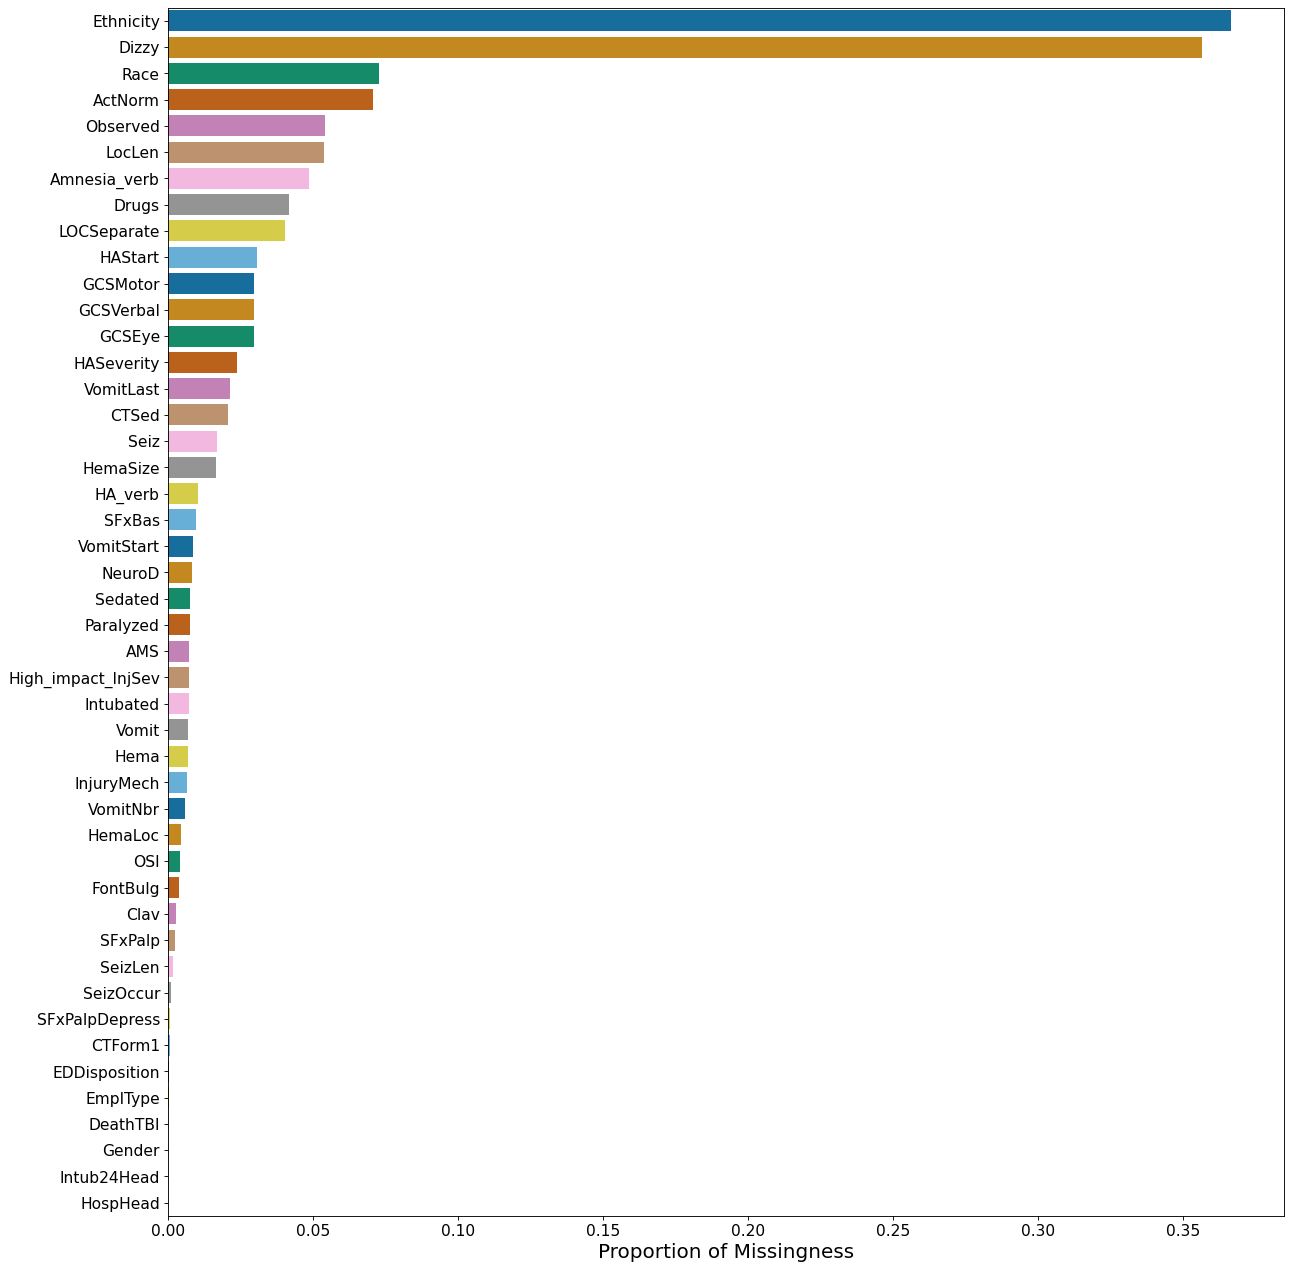 Ethnicity
Dizzy
Race
ActNorm
Observed
LocLen
Amnesia_verb
Drugs
LOCSeparate
HAStart
GCSMotor
GCSVerbal
GCSEye
HASeverity
VomitLast
CTSed
Seiz
HemaSize
HA_verb
SFxBas
VomitStart
NeuroD
Sedated
Paralyzed
AMS
High_impact_InjSev
Intubated
Vomit
Hema
InjuryMech
VomitNbr
HemaLoc
OSI
FontBulg
Clav
SFxPalp
SeizLen
SeizOccur
SFxPalpDepress
CTForm1
EDDisposition
EmplType
DeathTBI
Gender
Intub24Head
HospHead
0.00 0.05 0.10 0.15 0.20 0.25 0.30 0.35
Proportion of Missingness